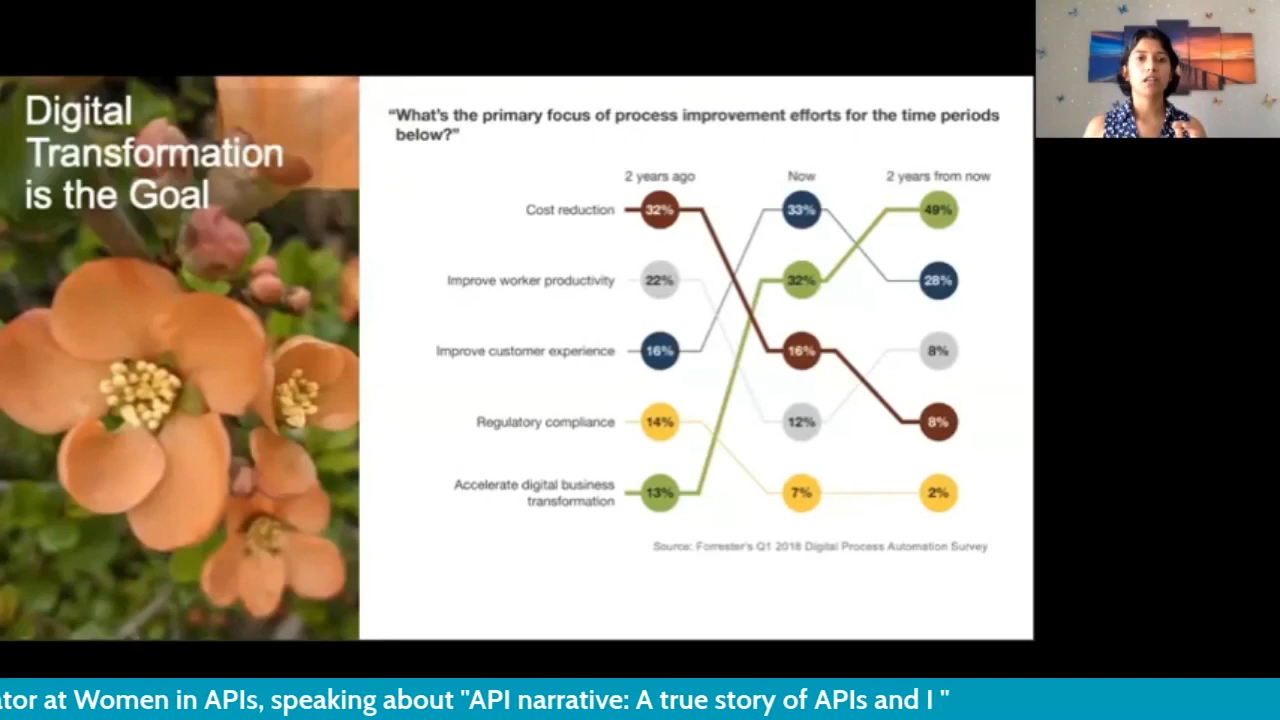 Digital
Transformation
is the Goal
"What's the primary focus of process improvement efforts for the time periods
below?"
2 years ago Now 2 years from now
Cost reduction 32% 33% 49%
Improve worker productivity 22% 32% 28%
Improve customer experience 16% 16% 8%
Regulatory compliance 14% 12% 8%
Accelerate digital business
transformation 13% 7% 2%
Source: Forrester's Q1 2018 Digital Process Automation Survey
ator at Women in APIs, speaking about "API narrative: A true story of APIs and I "